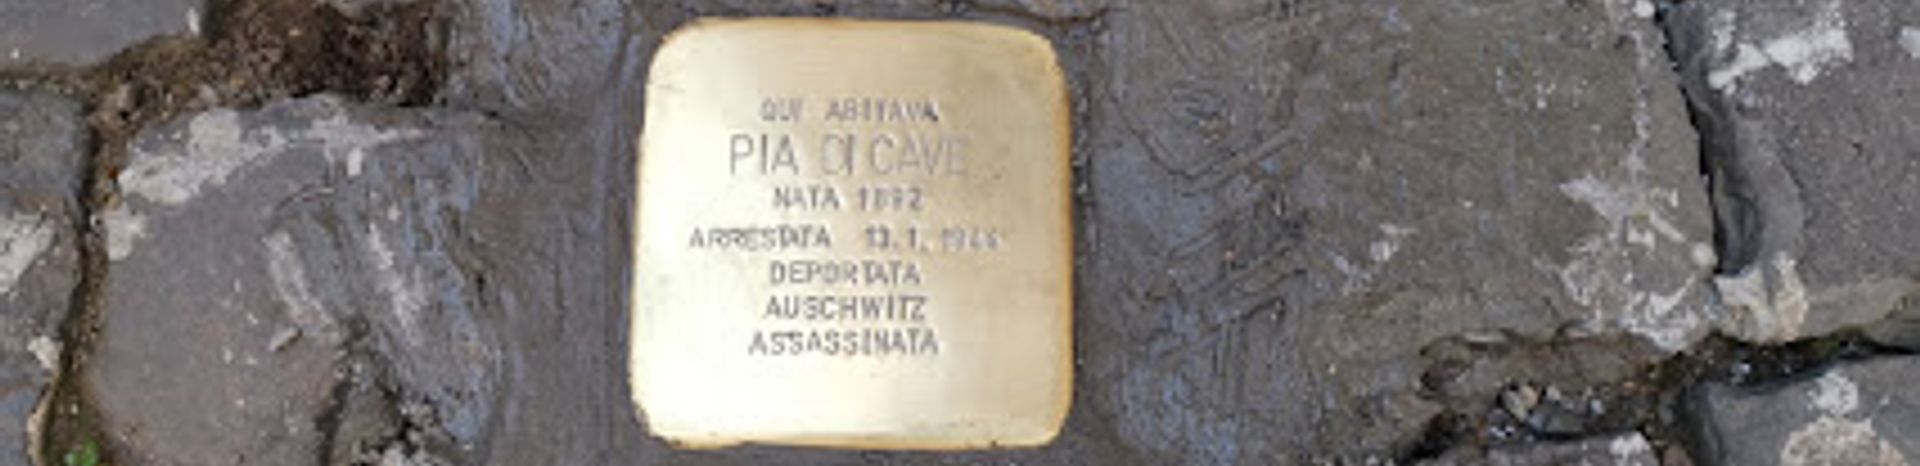 QUI ABITAVA
PIA DI CAVE
NATA 1892
ARRESTATA 13.1.1944
DEPORTATA
AUSCHWITZ
ASSASSINATA